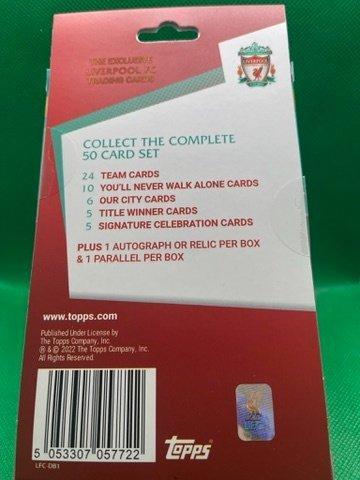 THE EXCLUSIVE
LIVERPOOL FC
TRADING CARDS
LIVERPOOL
COLLECT THE COMPLETE
50 CARD SET
24 TEAM CARDS
10 YOU'LL NEVER WALK ALONE CARDS
6 OUR CITY CARDS
5 TITLE WINNER CARDS
5 SIGNATURE CELEBRATION CARDS
PLUS 1 AUTOGRAPH OR RELIC PER BOX
& 1 PARALLEL PER BOX
www.topps.com
Published Under License by
The Topps Company, Inc.
® & © 2022 The Topps Company, Inc.
All Rights Reserved.
5 053307 057722
LFC-DB1
topps